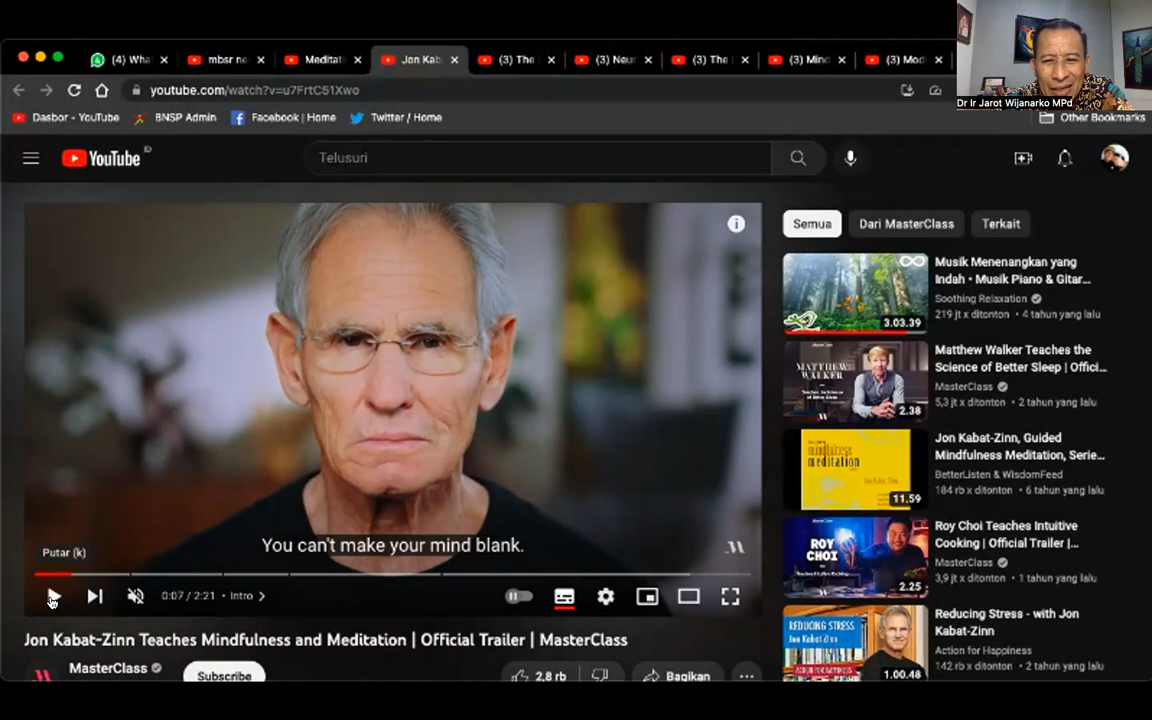 (4) Wha
mbsr ne
Meditat
Jon Kab
(3) The
(3) Neur
(3) The
(3) Mind
(3) Mod
Dr Ir Jarot Wijanarko MPd
youtube.com/watch?v=u7FrtC51Xwo
Dasbor - YouTube
BNSP Admin
Facebook | Home
Twitter / Home
Other Bookmarks
YouTube ID
Telusuri
You can't make your mind blank.
Putar (k)
0:07 / 2:21 • Intro
Jon Kabat-Zinn Teaches Mindfulness and Meditation | Official Trailer | MasterClass
MasterClass
Subscribe
2,8 rb
Bagikan
Semua
Dari MasterClass
Terkait
3.03.39
Musik Menenangkan yang
Indah • Musik Piano & Gitar...
Soothing Relaxation
219 jt x ditonton • 4 tahun yang lalu
MATTHEW
WALKER
2.38
Matthew Walker Teaches the
Science of Better Sleep | Offici...
MasterClass
5,3 jt x ditonton • 2 tahun yang lalu
mindfulness
meditation
11.59
Jon Kabat-Zinn, Guided
Mindfulness Meditation, Serie...
BetterListen & WisdomFeed
184 rb x ditonton • 6 tahun yang lalu
ROY
CHOI
2.25
Roy Choi Teaches Intuitive
Cooking | Official Trailer |...
MasterClass
3,9 jt x ditonton • 1 tahun yang lalu
REDUCING STRESS
Jon Kabat-Zinn
ACTION FOR HAPPINESS
1.00.48
Reducing Stress - with Jon
Kabat-Zinn
Action for Happiness
142 rb x ditonton • 2 tahun yang lalu